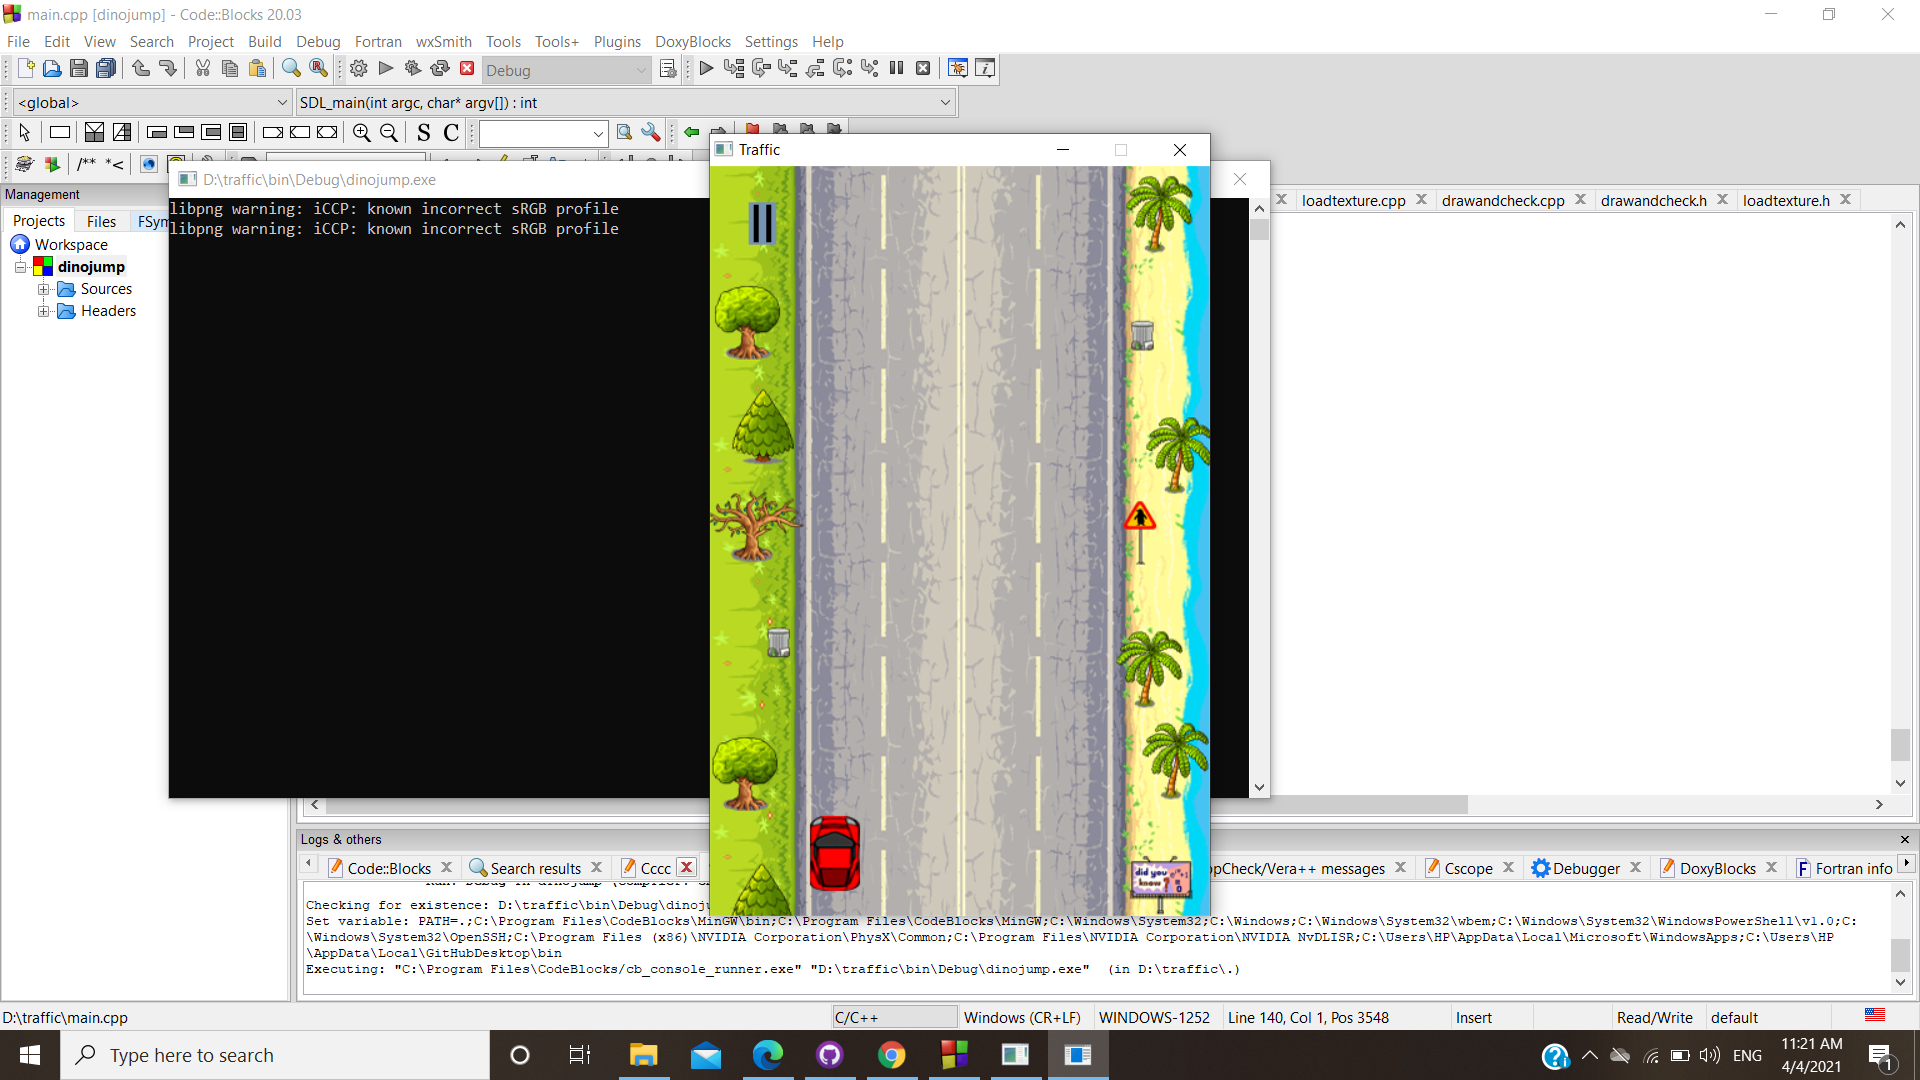 main.cpp [dinojump] - Code::Blocks 20.03
File Edit View Search Project Build Debug Fortran wxSmith Tools Tools+ Plugins DoxyBlocks Settings Help
Debug
<global>
SDL_main(int argc, char* argv[]) : int
S C
/** *<
Traffic
Management
D:\traffic\bin\Debug\dinojump.exe
loadtexture.cpp drawandcheck.cpp drawandcheck.h loadtexture.h
Projects Files FSym
libpng warning: iCCP: known incorrect sRGB profile
libpng warning: iCCP: known incorrect sRGB profile
Workspace
dinojump
Sources
Headers
did you know ?
Logs & others
Code::Blocks Search results Cccc ppCheck/Vera++ messages Cscope Debugger DoxyBlocks Fortran info
Checking for existence: D:\traffic\bin\Debug\dinoju
Set variable: PATH=.;C:\Program Files\CodeBlocks\MinGW\bin;C:\Program Files\CodeBlocks\MinGW;C:\Windows\System32;C:\Windows;C:\Windows\System32\wbem;C:\Windows\System32\WindowsPowerShell\v1.0;C:
\Windows\System32\OpenSSH;C:\Program Files (x86)\NVIDIA Corporation\PhysX\Common;C:\Program Files\NVIDIA Corporation\NVIDIA NvDLISR;C:\Users\HP\AppData\Local\Microsoft\WindowsApps;C:\Users\HP
\AppData\Local\GitHubDesktop\bin
Executing: "C:\Program Files\CodeBlocks/cb_console_runner.exe" "D:\traffic\bin\Debug\dinojump.exe" (in D:\traffic\.)
D:\traffic\main.cpp C/C++ Windows (CR+LF) WINDOWS-1252 Line 140, Col 1, Pos 3548 Insert Read/Write default
Type here to search
ENG
11:21 AM
4/4/2021
1